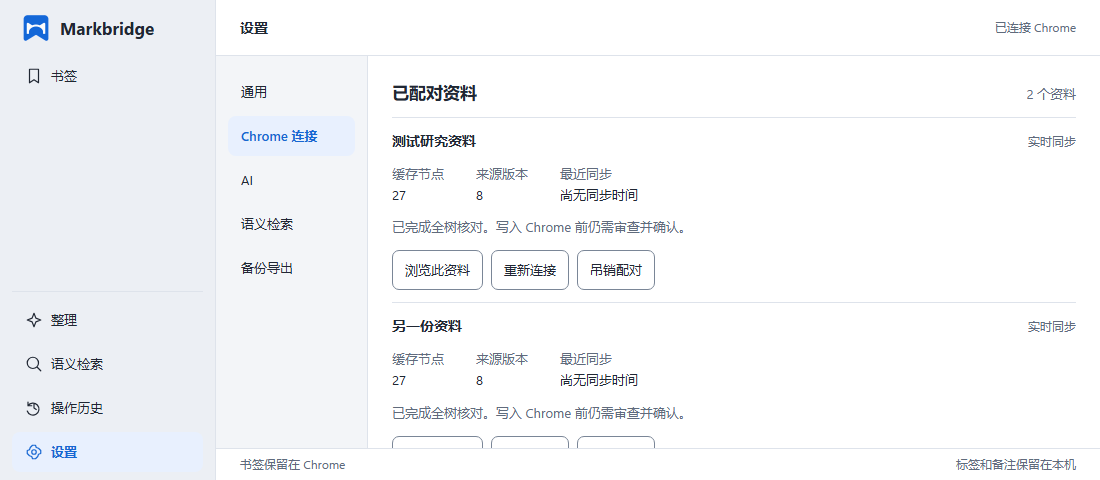 Markbridge
书签
整理
语义检索
操作历史
设置
设置
已连接 Chrome
通用
Chrome 连接
AI
语义检索
备份导出
已配对资料
2 个资料
测试研究资料
实时同步
缓存节点 来源版本 最近同步
27 8 尚无同步时间
已完成全树核对。写入 Chrome 前仍需审查并确认。
浏览此资料 重新连接 吊销配对
另一份资料
实时同步
缓存节点 来源版本 最近同步
27 8 尚无同步时间
已完成全树核对。写入 Chrome 前仍需审查并确认。
书签保留在 Chrome
标签和备注保留在本机